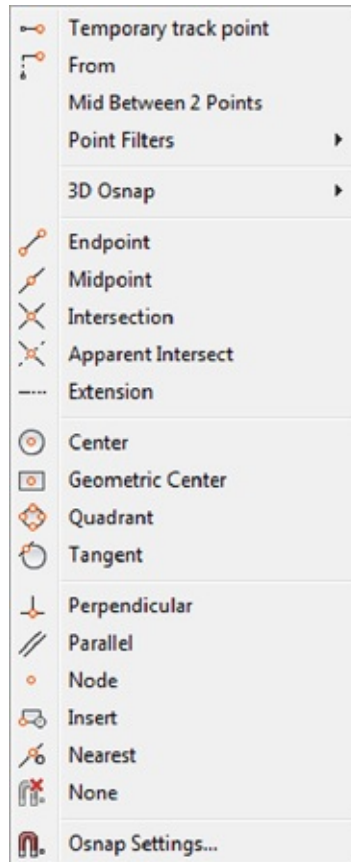 Temporary track point
From
Mid Between 2 Points
Point Filters
3D Osnap
Endpoint
Midpoint
Intersection
Apparent Intersect
Extension
Center
Geometric Center
Quadrant
Tangent
Perpendicular
Parallel
Node
Insert
Nearest
None
Osnap Settings...